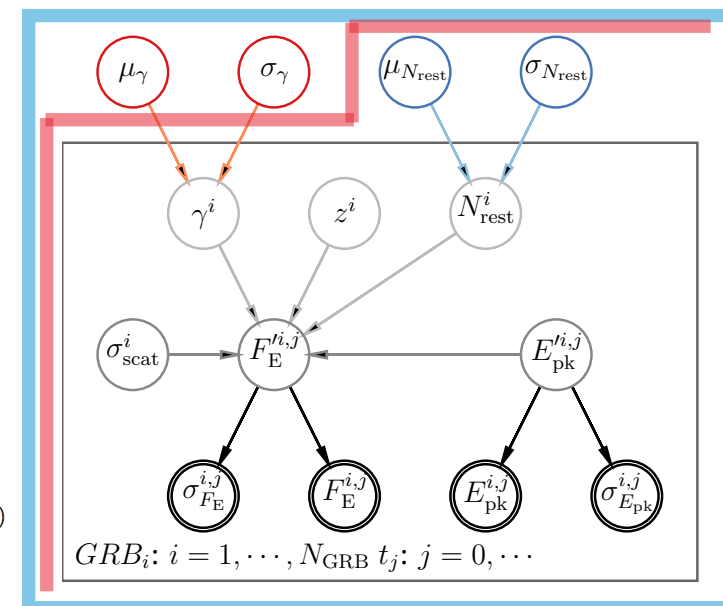 μ_γ σ_γ μ_{N_rest} σ_{N_rest}
γ^i z^i N^i_rest
σ^i_scat F'^{i,j}_E E'^{i,j}_pk
σ^{i,j}_{F_E} F^{i,j}_E E^{i,j}_pk σ^{i,j}_{E_pk}
)
GRB_i: i = 1, ⋯, N_GRB t_j: j = 0, ⋯